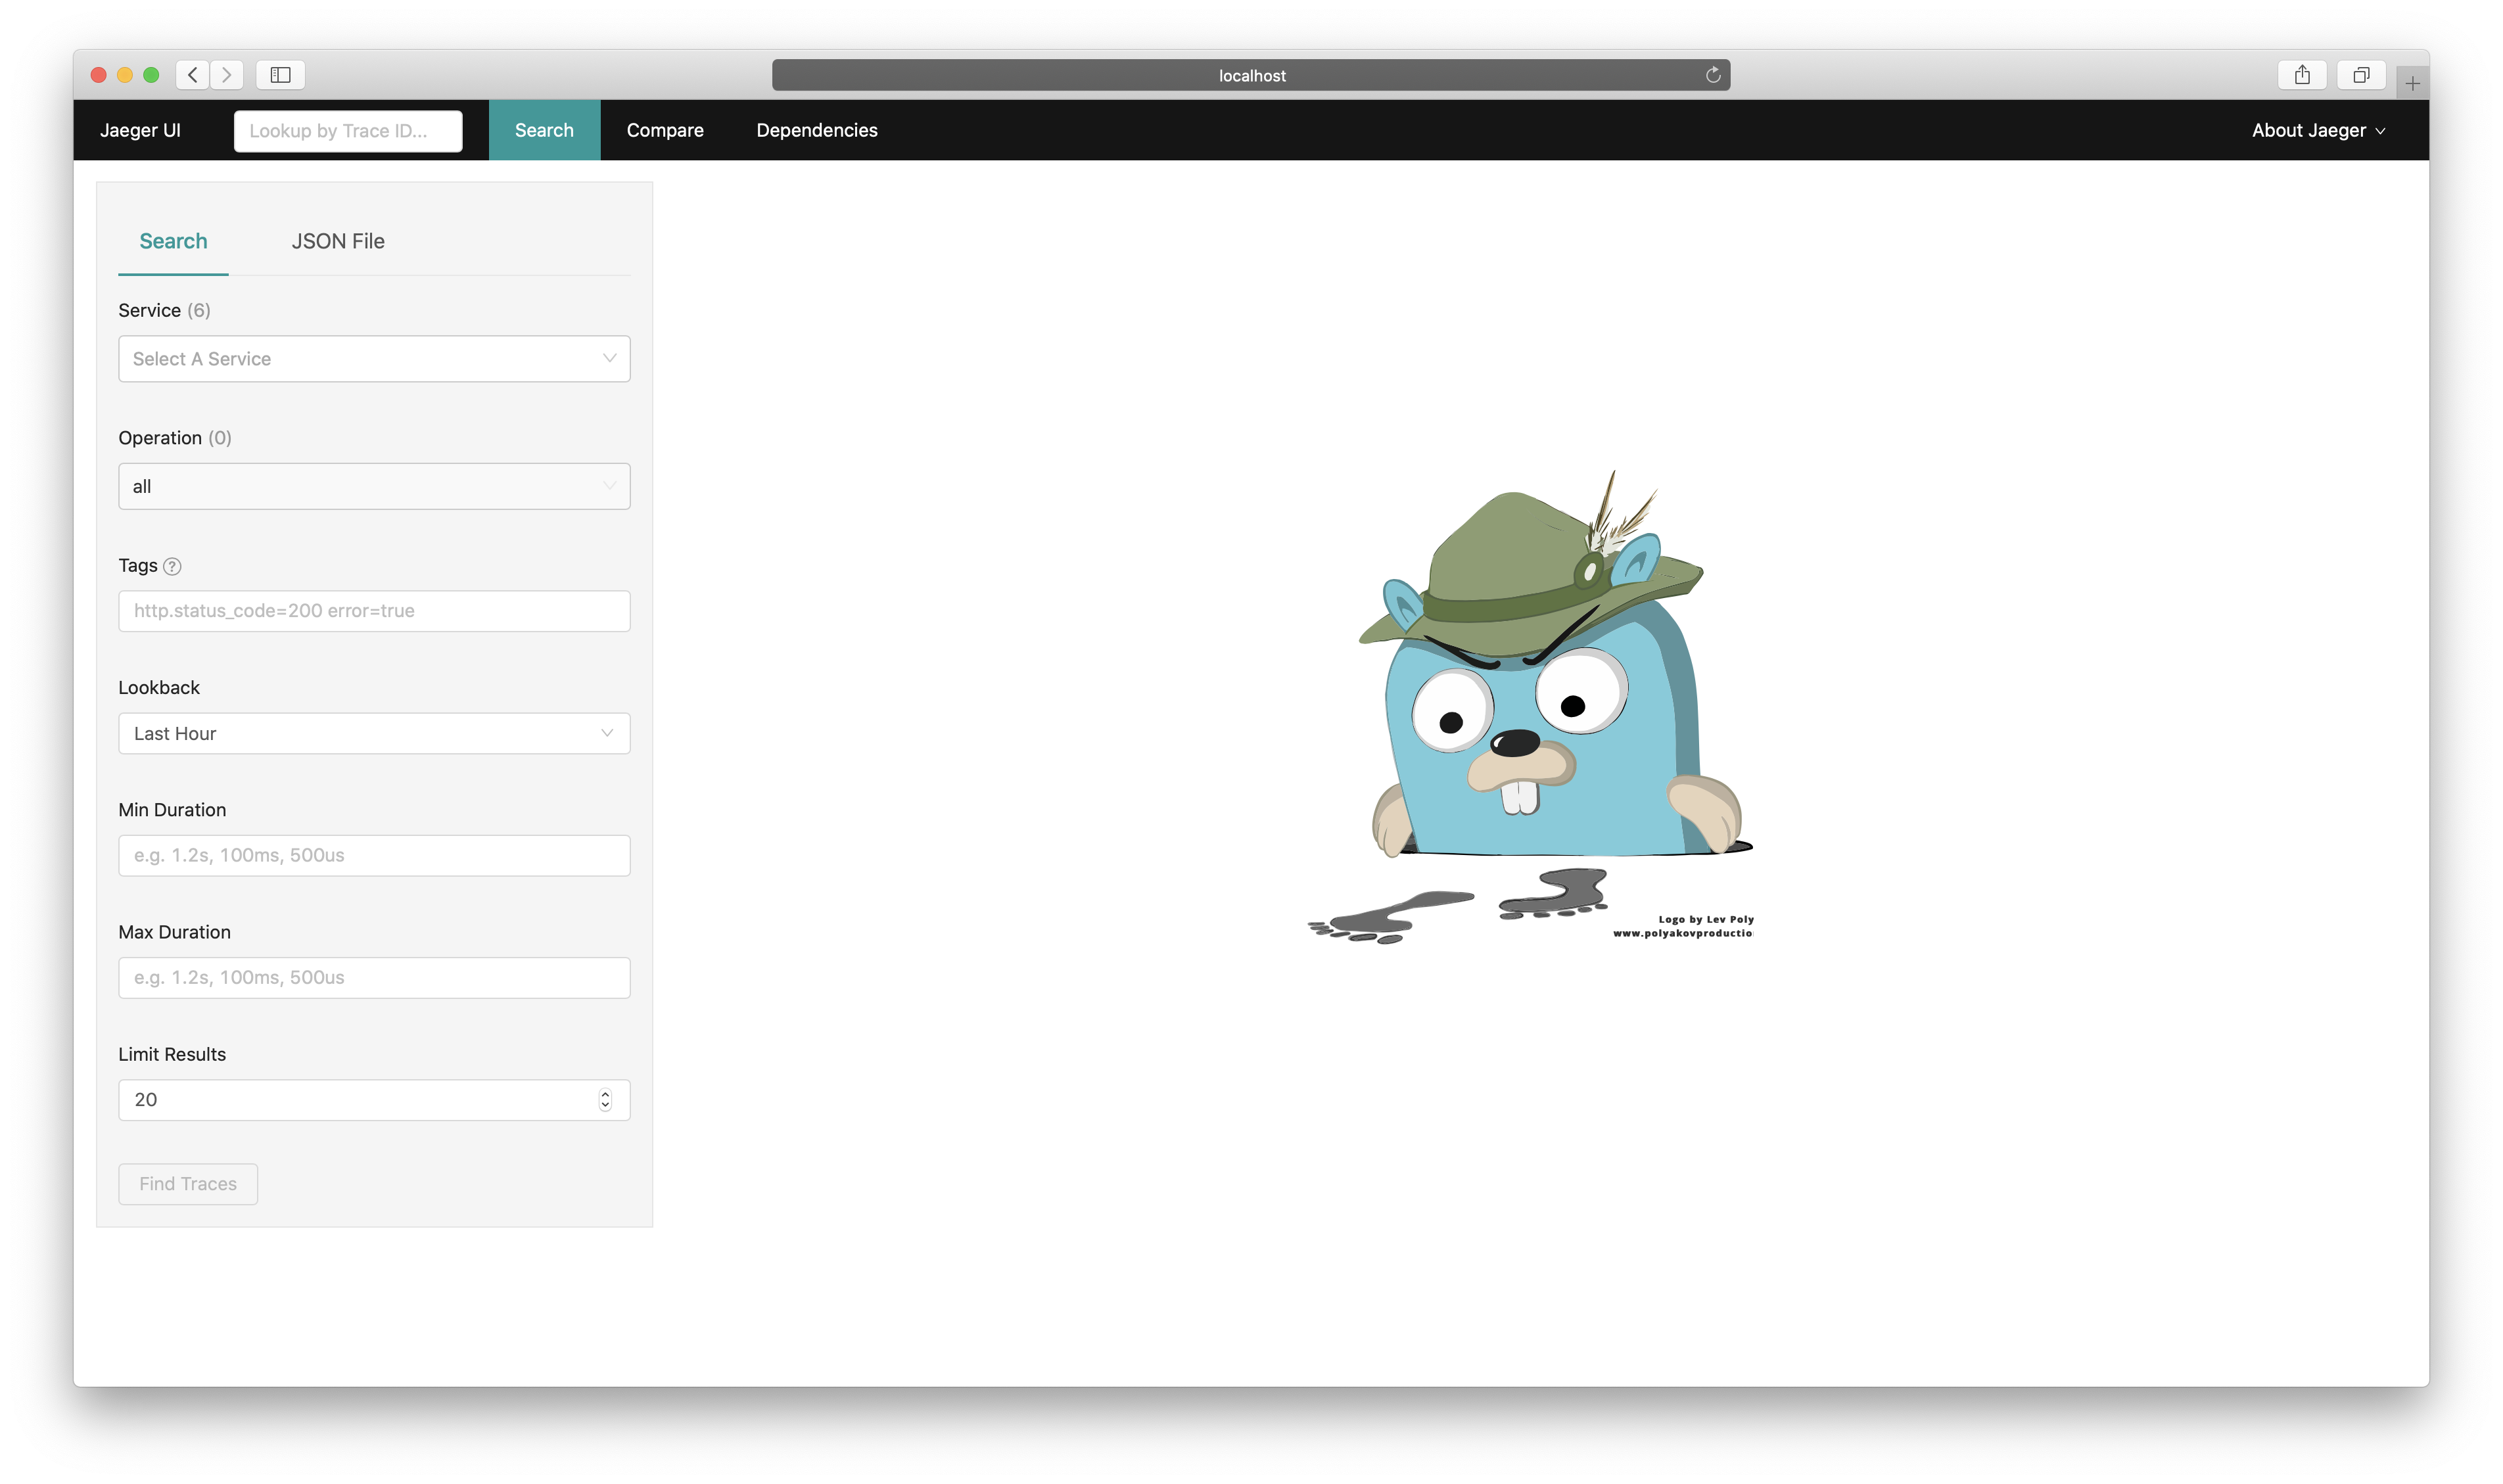 localhost
Jaeger UI Lookup by Trace ID... Search Compare Dependencies About Jaeger
Search JSON File
Service (6)
Select A Service
Operation (0)
all
Tags ?
http.status_code=200 error=true
Lookback
Last Hour
Min Duration
e.g. 1.2s, 100ms, 500us
Max Duration
e.g. 1.2s, 100ms, 500us
Limit Results
20
Find Traces
Logo by Lev Poly
www.polyakovproductio